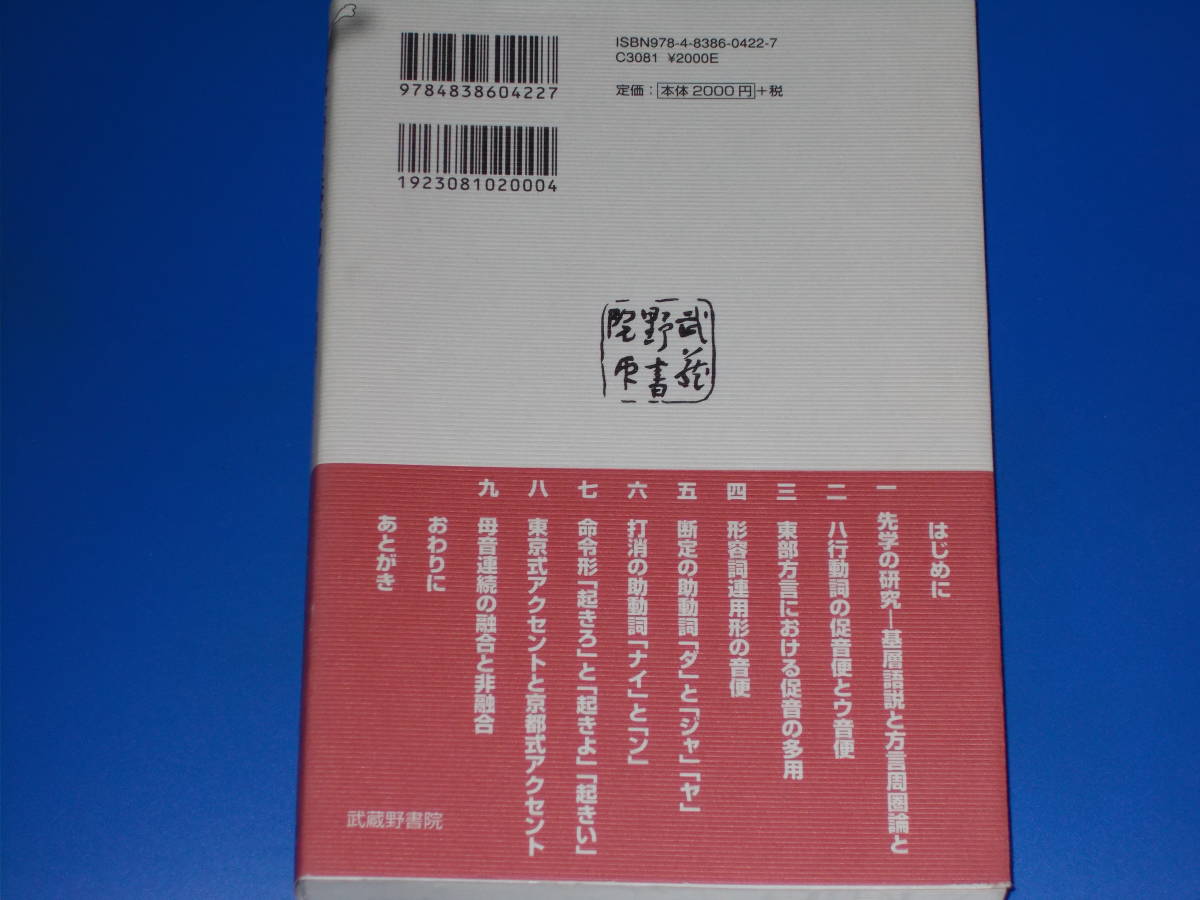 ISBN978-4-8386-0422-7
C3081 ¥2000E
9784838604227
定価：本体2000円+税
1923081020004
武蔵
野書
院印
はじめに
一 先学の研究―基層語説と方言周圏論と
二 ハ行動詞の促音便とウ音便
三 東部方言における促音の多用
四 形容詞連用形の音便
五 断定の助動詞「ダ」と「ジャ」「ヤ」
六 打消の助動詞「ナイ」と「ン」
七 命令形「起きろ」と「起きよ」「起きい」
八 東京式アクセントと京都式アクセント
九 母音連続の融合と非融合
おわりに
あとがき
武蔵野書院